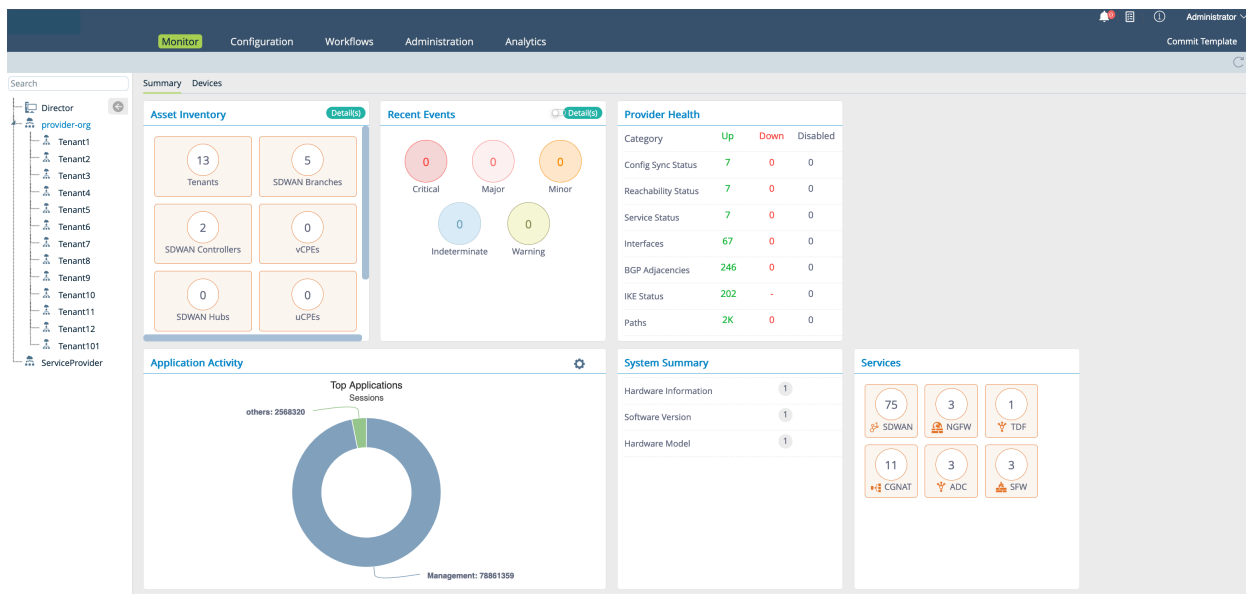 0
Administrator
Monitor Configuration Workflows Administration Analytics
Commit Template
Search
Summary Devices
Director
provider-org
Tenant1
Tenant2
Tenant3
Tenant4
Tenant5
Tenant6
Tenant7
Tenant8
Tenant9
Tenant10
Tenant11
Tenant12
Tenant101
ServiceProvider
Asset Inventory Detail(s)
13 5
Tenants SDWAN Branches
2 0
SDWAN Controllers vCPEs
0 0
SDWAN Hubs uCPEs
Recent Events Detail(s)
0 0 0
Critical Major Minor
0 0
Indeterminate Warning
Provider Health
Category Up Down Disabled
Config Sync Status 7 0 0
Reachability Status 7 0 0
Service Status 7 0 0
Interfaces 67 0 0
BGP Adjacencies 246 0 0
IKE Status 202 - 0
Paths 2K 0 0
Application Activity
Top Applications
Sessions
others: 2568320
Management: 78861359
System Summary
Hardware Information 1
Software Version 1
Hardware Model 1
Services
75 3 1
SDWAN NGFW TDF
11 3 3
CGNAT ADC SFW